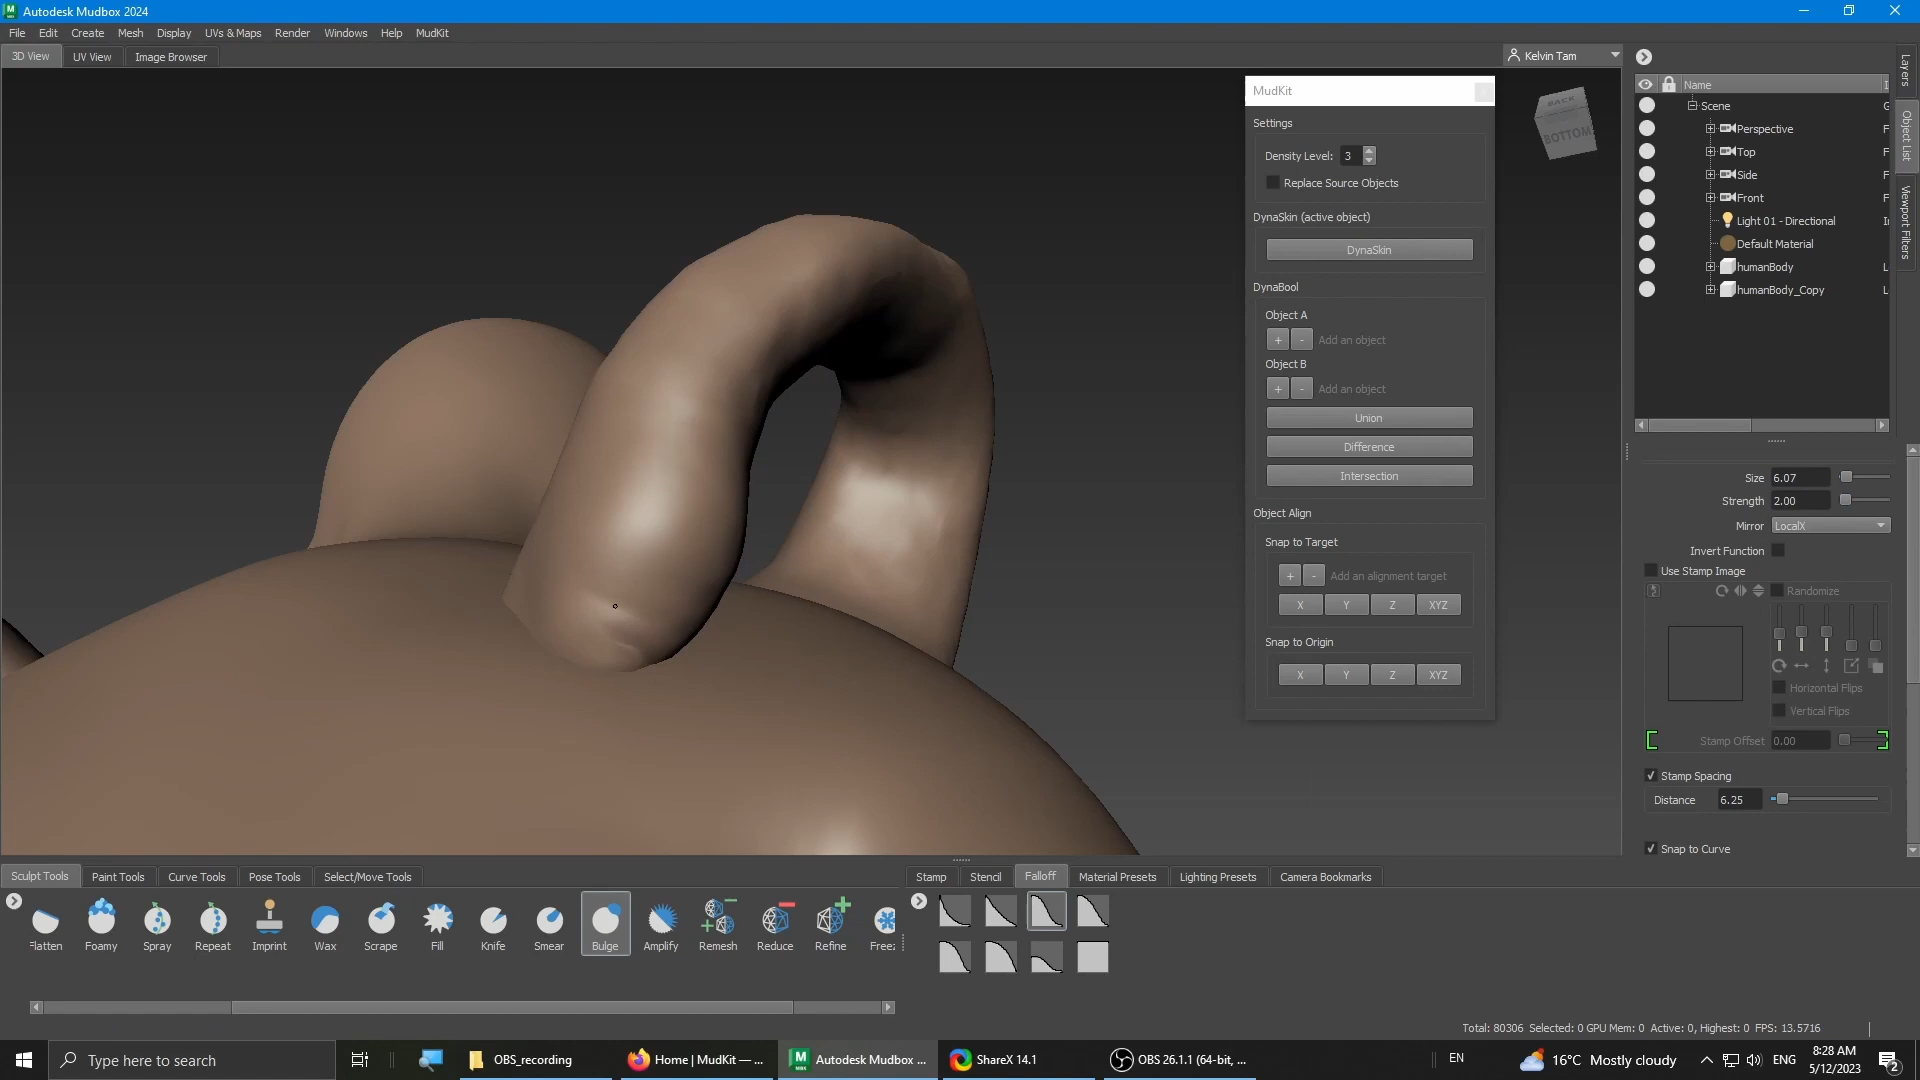 Autodesk Mudbox 2024
File Edit Create Mesh Display UVs & Maps Render Windows Help MudKit
3D View UV View Image Browser
Kelvin Tam
MudKit
Settings
Density Level: 3
Replace Source Objects
DynaSkin (active object)
DynaSkin
DynaBool
Object A
+ - Add an object
Object B
+ - Add an object
Union
Difference
Intersection
Object Align
Snap to Target
+ - Add an alignment target
X Y Z XYZ
Snap to Origin
X Y Z XYZ
BACK
BOTTOM
Name
Scene
Perspective
Top
Side
Front
Light 01 - Directional
Default Material
humanBody
humanBody_Copy
Layers
Object List
Viewport Filters
Size 6.07
Strength 2.00
Mirror LocalX
Invert Function
Use Stamp Image
Randomize
Horizontal Flips
Vertical Flips
Stamp Offset 0.00
Stamp Spacing
Distance 6.25
Snap to Curve
Sculpt Tools Paint Tools Curve Tools Pose Tools Select/Move Tools
Foamy Spray Repeat Imprint Wax Scrape Fill Knife Smear Bulge Amplify Remesh Reduce Refine
Stamp Stencil Falloff Material Presets Lighting Presets Camera Bookmarks
Total: 80306 Selected: 0 GPU Mem: 0 Active: 0, Highest: 0 FPS: 13.5716
Type here to search
OBS_recording
Home | MudKit — ...
Autodesk Mudbox ...
ShareX 14.1
OBS 26.1.1 (64-bit, ...
EN
16°C Mostly cloudy
ENG
8:28 AM
5/12/2023
2